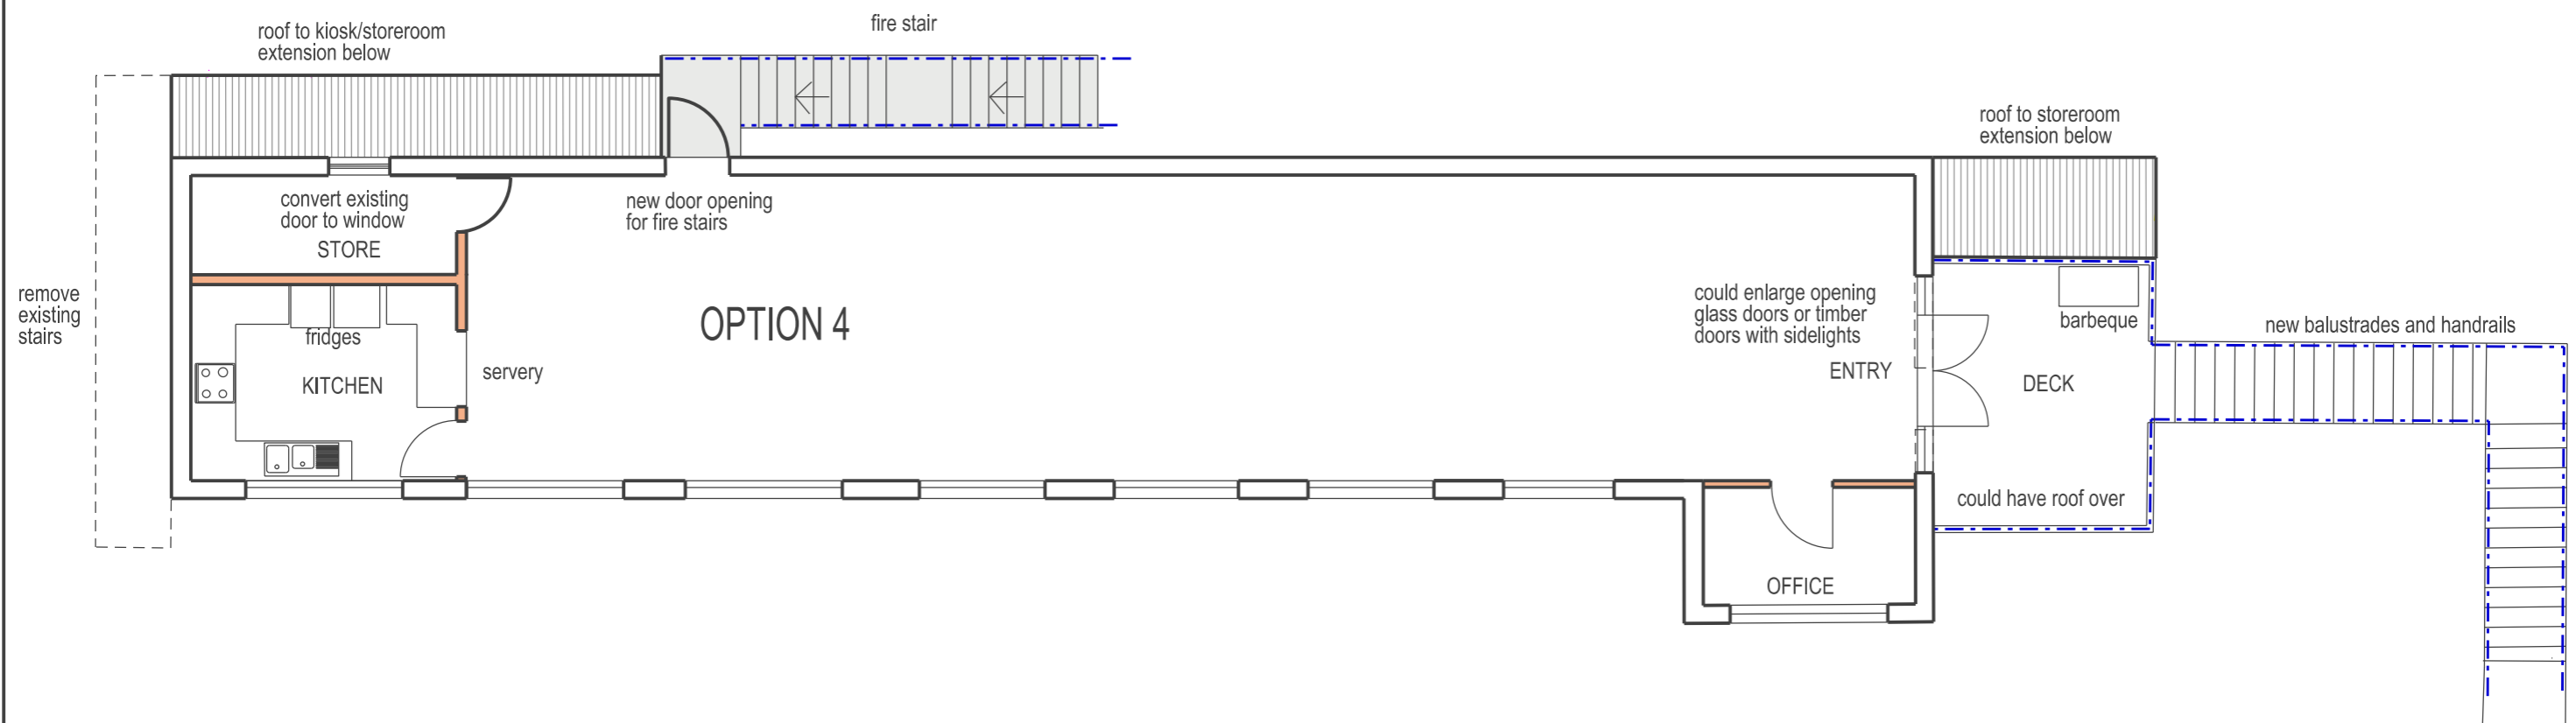 fire stair
roof to kiosk/storeroom
extension below
roof to storeroom
extension below
convert existing
door to window
STORE
new door opening
for fire stairs
remove
existing
stairs
fridges
KITCHEN
servery
OPTION 4
could enlarge opening
glass doors or timber
doors with sidelights
ENTRY
barbeque
DECK
new balustrades and handrails
could have roof over
OFFICE